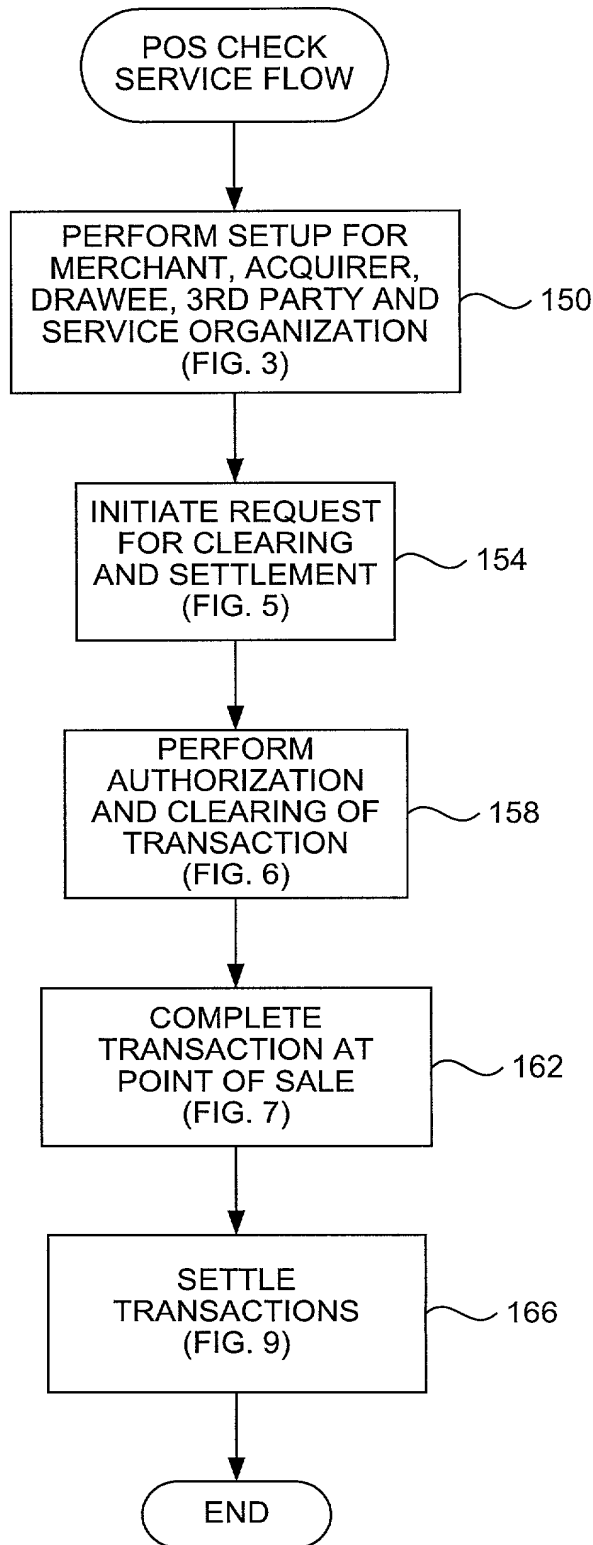 POS CHECK
SERVICE FLOW
PERFORM SETUP FOR
MERCHANT, ACQUIRER,
DRAWEE, 3RD PARTY AND
SERVICE ORGANIZATION
(FIG. 3)
150
INITIATE REQUEST
FOR CLEARING
AND SETTLEMENT
(FIG. 5)
154
PERFORM
AUTHORIZATION
AND CLEARING OF
TRANSACTION
(FIG. 6)
158
COMPLETE
TRANSACTION AT
POINT OF SALE
(FIG. 7)
162
SETTLE
TRANSACTIONS
(FIG. 9)
166
END